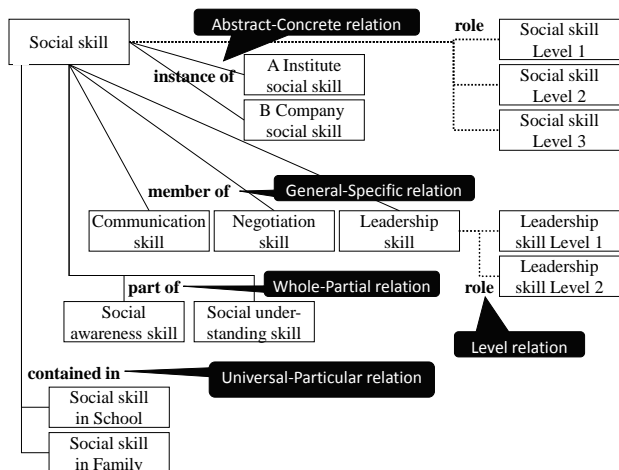 Social skill
Abstract-Concrete relation
role
Social skill
Level 1
instance of
A Institute
social skill
Social skill
Level 2
B Company
social skill
Social skill
Level 3
member of
General-Specific relation
Communication
skill
Negotiation
skill
Leadership
skill
Leadership
skill Level 1
Leadership
skill Level 2
part of
Whole-Partial relation
role
Social
awareness skill
Social under-
standing skill
Level relation
contained in
Universal-Particular relation
Social skill
in School
Social skill
in Family